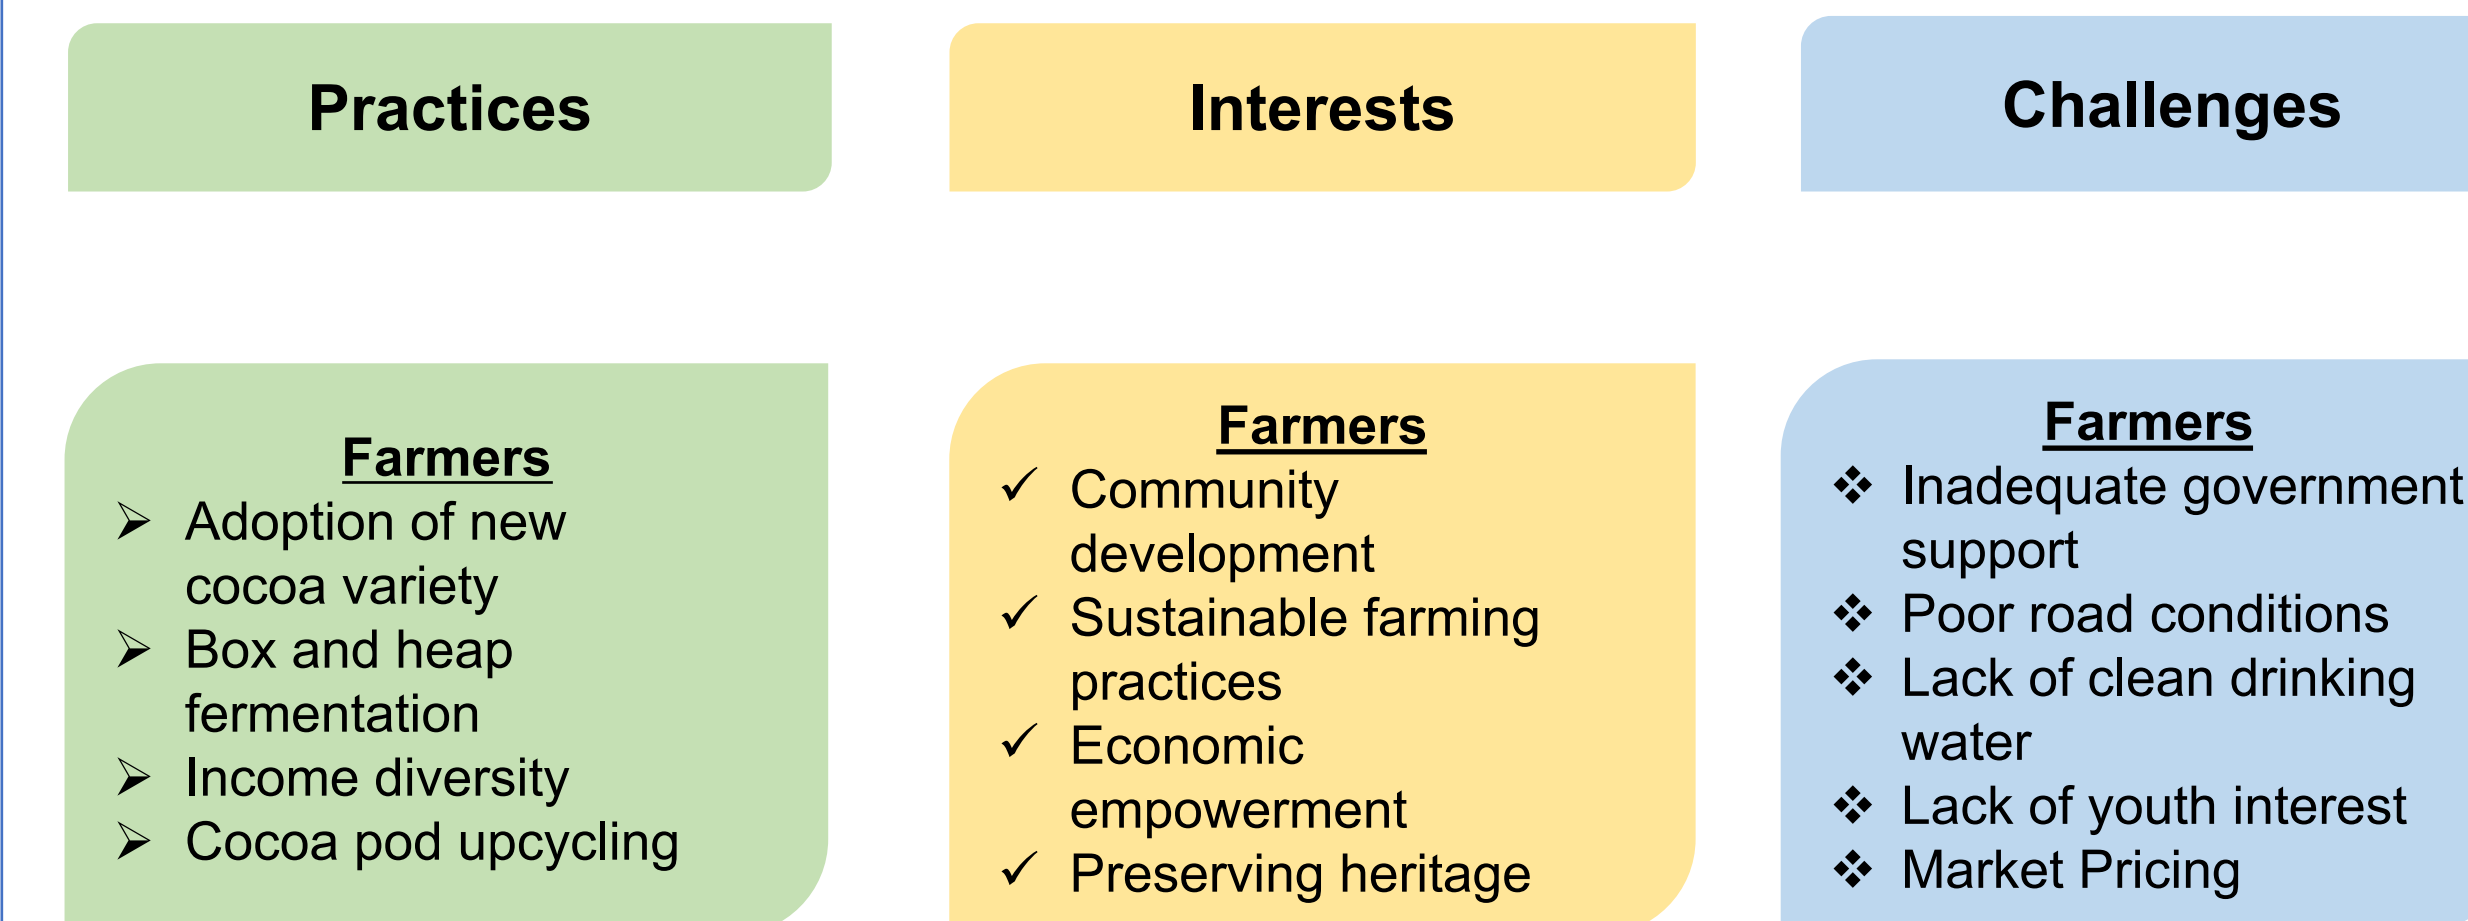 Practices
Interests
Challenges
Farmers
➢ Adoption of new
cocoa variety
➢ Box and heap
fermentation
➢ Income diversity
➢ Cocoa pod upcycling
Farmers
✓ Community
development
✓ Sustainable farming
practices
✓ Economic
empowerment
✓ Preserving heritage
Farmers
❖ Inadequate government
support
❖ Poor road conditions
❖ Lack of clean drinking
water
❖ Lack of youth interest
❖ Market Pricing